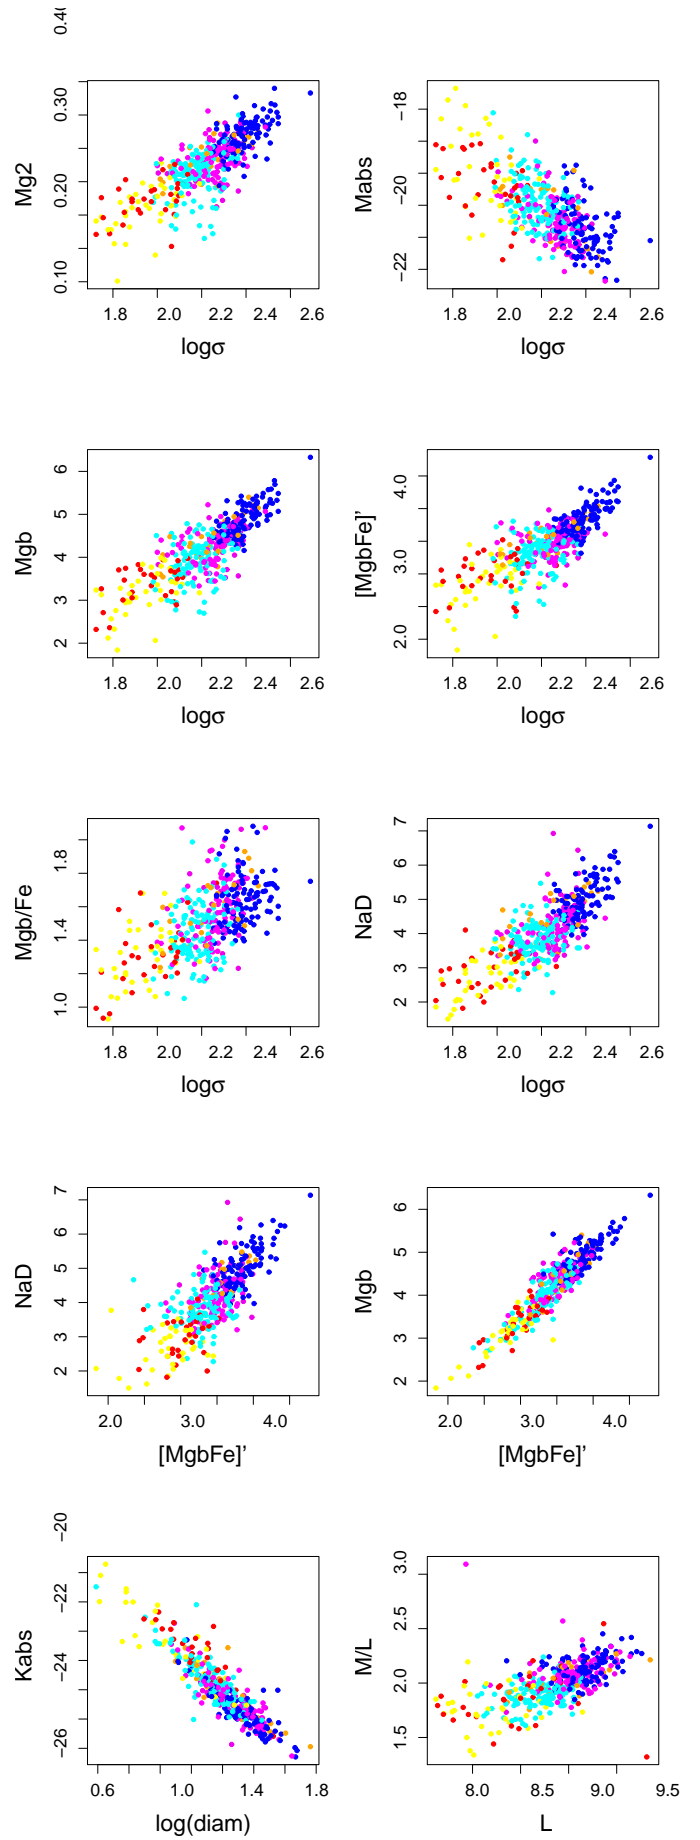 0.40
0.10 0.20 0.30
Mg2
1.8 2.0 2.2 2.4 2.6
logσ
−22 −20 −18
Mabs
1.8 2.0 2.2 2.4 2.6
logσ
2 3 4 5 6
Mgb
1.8 2.0 2.2 2.4 2.6
logσ
2.0 3.0 4.0
[MgbFe]'
1.8 2.0 2.2 2.4 2.6
logσ
1.0 1.4 1.8
Mgb/Fe
1.8 2.0 2.2 2.4 2.6
logσ
2 3 4 5 6 7
NaD
1.8 2.0 2.2 2.4 2.6
logσ
2 3 4 5 6 7
NaD
2.0 3.0 4.0
[MgbFe]'
2 3 4 5 6
Mgb
2.0 3.0 4.0
[MgbFe]'
−26 −24 −22 −20
Kabs
0.6 1.0 1.4 1.8
log(diam)
1.5 2.0 2.5 3.0
M/L
8.0 8.5 9.0 9.5
L